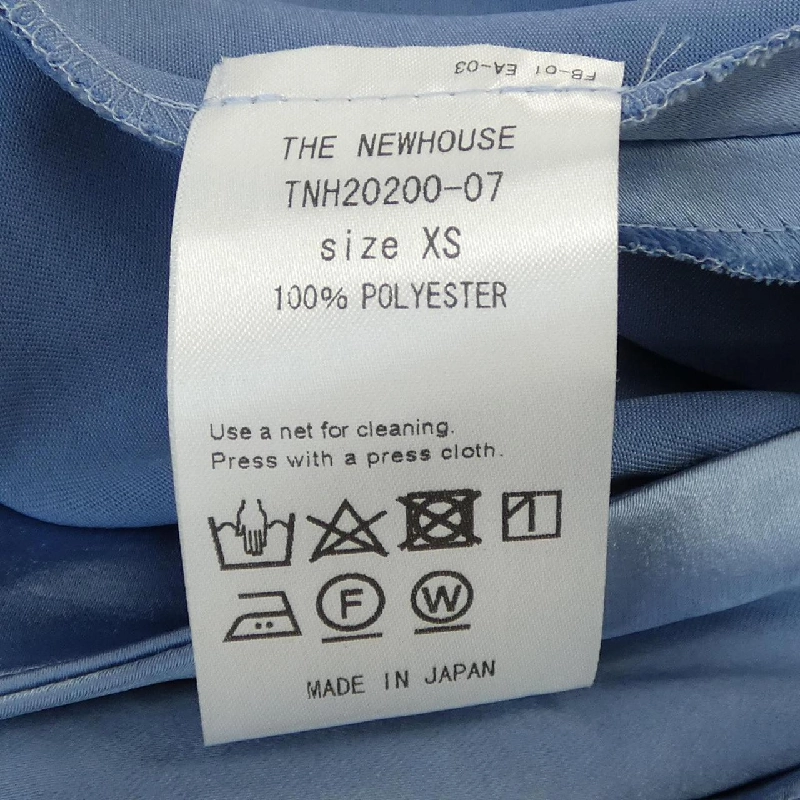 FB-01 EA-03
THE NEWHOUSE
TNH20200-07
size XS
100% POLYESTER
Use a net for cleaning.
Press with a press cloth.
F W
MADE IN JAPAN